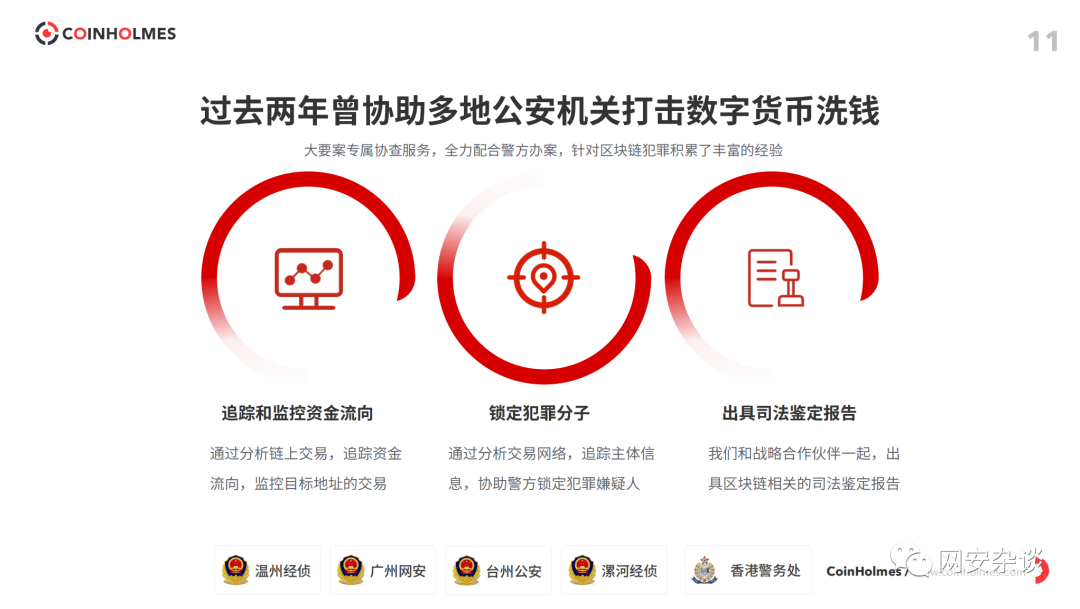 COINHOLMES
11
过去两年曾协助多地公安机关打击数字货币洗钱
大要案专属协查服务，全力配合警方办案，针对区块链犯罪积累了丰富的经验
追踪和监控资金流向
通过分析链上交易，追踪资金
流向，监控目标地址的交易
锁定犯罪分子
通过分析交易网络，追踪主体信
息，协助警方锁定犯罪嫌疑人
出具司法鉴定报告
我们和战略合作伙伴一起，出
具区块链相关的司法鉴定报告
温州经侦
广州网安
台州公安
漯河经侦
香港警务处
CoinHolmes / www.coinholmes.com
网安杂谈